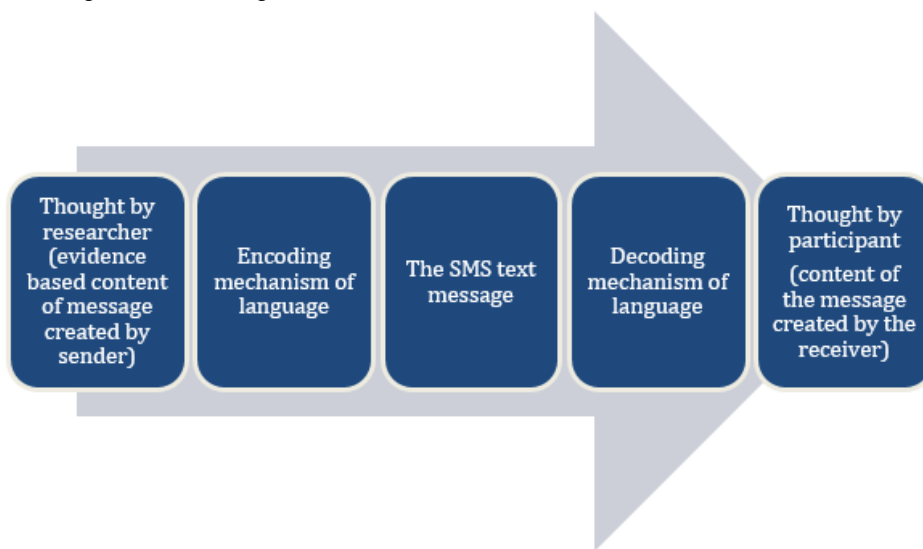 Thought by
researcher
(evidence
based content
of message
created by
sender)
Encoding
mechanism of
language
The SMS text
message
Decoding
mechanism of
language
Thought by
participant
(content of
the message
created by the
receiver)